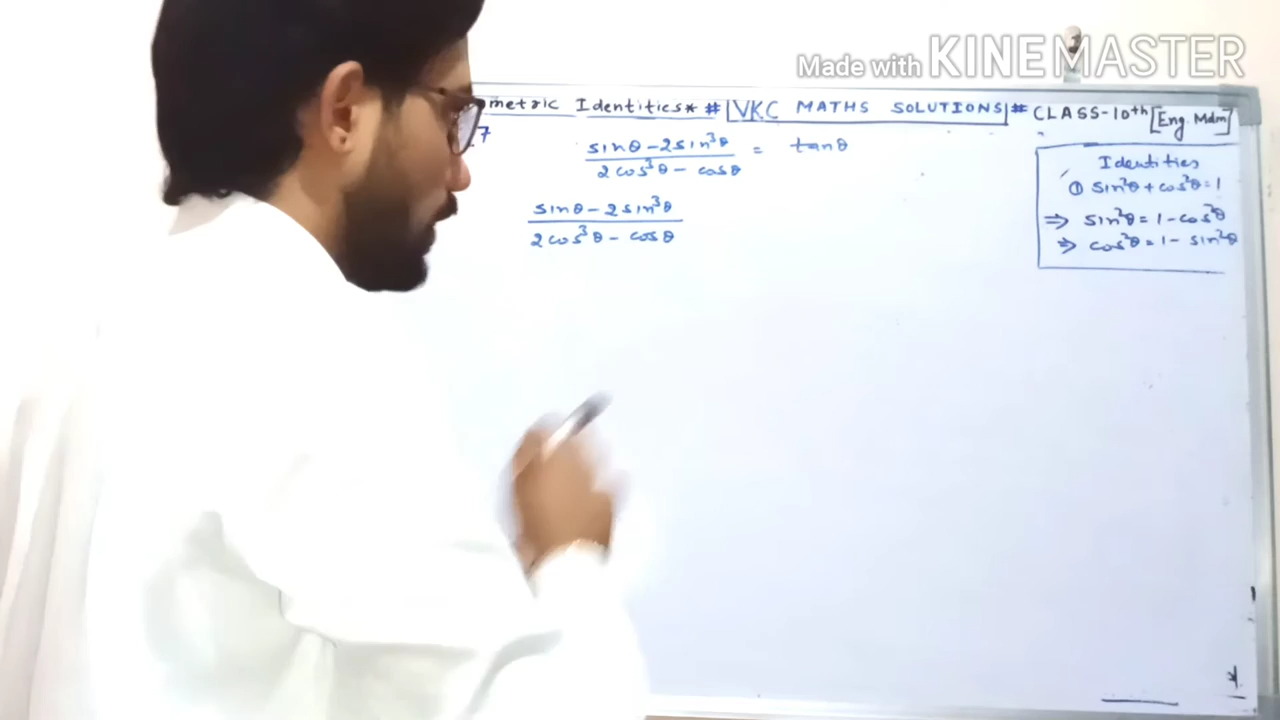 Made with KINEMASTER
metric Identities* # VKC MATHS SOLUTIONS # CLASS-10th [Eng. Mdm]
7
sinθ - 2sin³θ / 2cos³θ - cosθ = tanθ
sinθ - 2sin³θ / 2cos³θ - cosθ
Identities
① sin²θ + cos²θ = 1
⇒ sin²θ = 1 - cos²θ
⇒ cos²θ = 1 - sin²θ